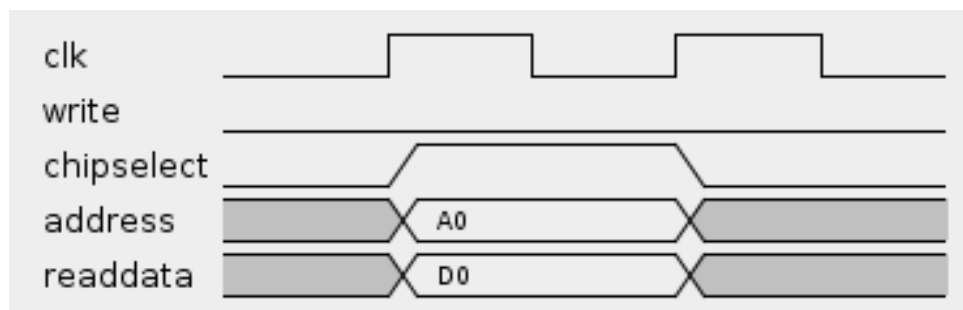 clk
write
chipselect
address A0
readdata D0